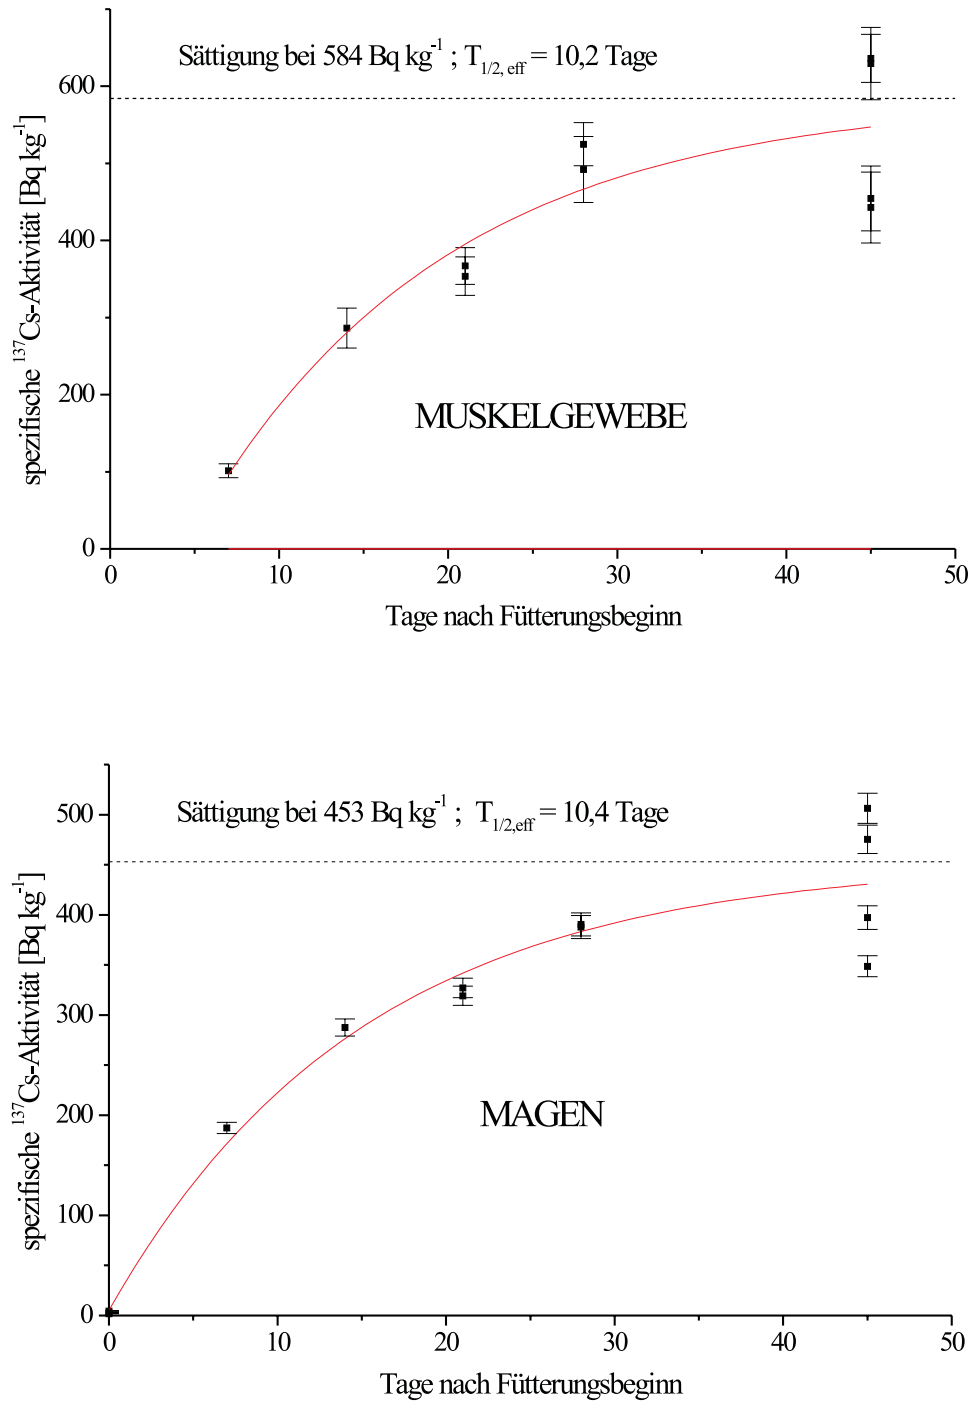 Sättigung bei 584 Bq kg⁻¹ ; T₁/₂, eff = 10,2 Tage
600
400
200
0
spezifische ¹³⁷Cs-Aktivität [Bq kg⁻¹]
MUSKELGEWEBE
0 10 20 30 40 50
Tage nach Fütterungsbeginn
Sättigung bei 453 Bq kg⁻¹ ; T₁/₂,eff = 10,4 Tage
500
400
300
200
100
0
spezifische ¹³⁷Cs-Aktivität [Bq kg⁻¹]
MAGEN
0 10 20 30 40 50
Tage nach Fütterungsbeginn